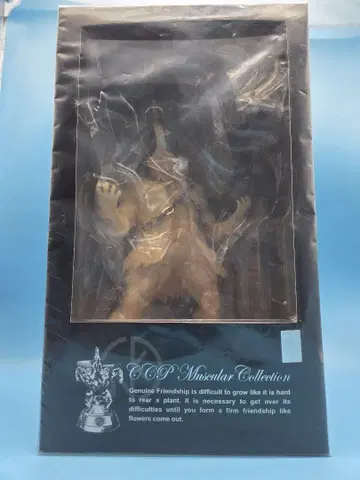 CCP Muscular Collection
Genuine Friendship is difficult to grow like it is hard
to rear a plant. It is necessary to get over its
difficulties until you form a firm friendship like
flowers come out.